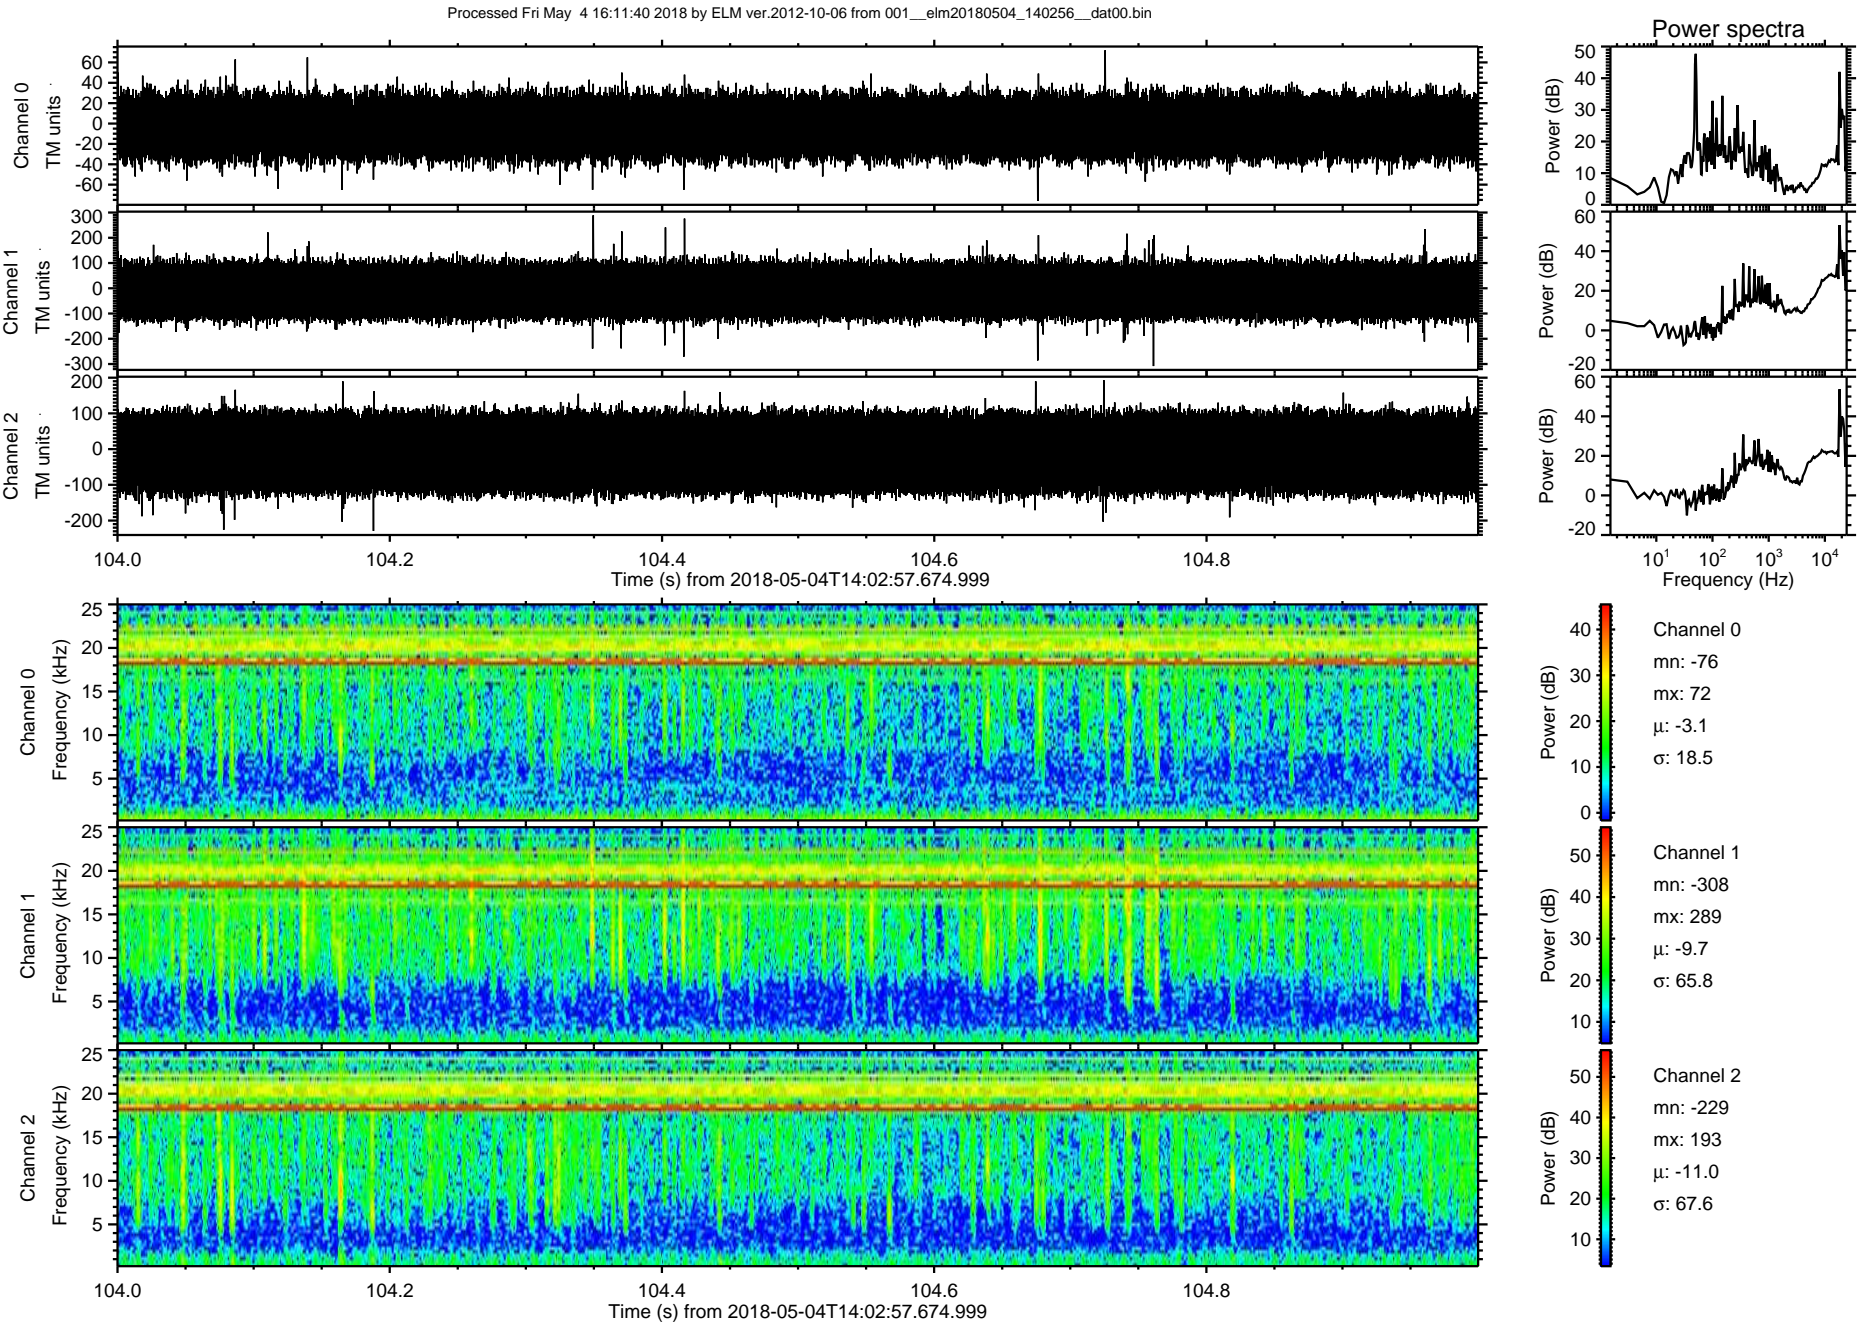 Processed Fri May 4 16:11:40 2018 by ELM ver.2012-10-06 from 001__elm20180504_140256__dat00.bin
Power spectra
Channel 0
TM units
60
40
20
0
-20
-40
-60
Power (dB)
50
40
30
20
10
0
Channel 1
TM units
300
200
100
0
-100
-200
-300
Power (dB)
60
40
20
0
-20
Channel 2
TM units
200
100
0
-100
-200
Power (dB)
60
40
20
0
-20
104.0 104.2 104.4 104.6 104.8
Time (s) from 2018-05-04T14:02:57.674.999
10¹ 10² 10³ 10⁴
Frequency (Hz)
Channel 0
Frequency (kHz)
25
20
15
10
5
Power (dB)
40
30
20
10
0
Channel 0
mn: -76
mx: 72
μ: -3.1
σ: 18.5
Channel 1
Frequency (kHz)
25
20
15
10
5
Power (dB)
50
40
30
20
10
Channel 1
mn: -308
mx: 289
μ: -9.7
σ: 65.8
Channel 2
Frequency (kHz)
25
20
15
10
5
Power (dB)
50
40
30
20
10
Channel 2
mn: -229
mx: 193
μ: -11.0
σ: 67.6
104.0 104.2 104.4 104.6 104.8
Time (s) from 2018-05-04T14:02:57.674.999